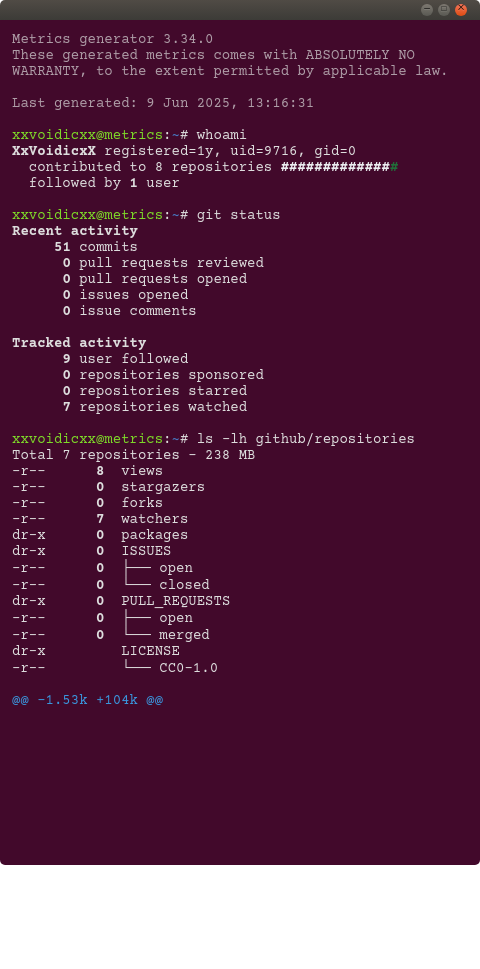 Metrics generator 3.34.0
These generated metrics comes with ABSOLUTELY NO
WARRANTY, to the extent permitted by applicable law.
Last generated: 9 Jun 2025, 13:16:31
xxvoidicxx@metrics:~# whoami
XxVoidicxX registered=1y, uid=9716, gid=0
contributed to 8 repositories ##############
followed by 1 user
xxvoidicxx@metrics:~# git status
Recent activity
51 commits
0 pull requests reviewed
0 pull requests opened
0 issues opened
0 issue comments
Tracked activity
9 user followed
0 repositories sponsored
0 repositories starred
7 repositories watched
xxvoidicxx@metrics:~# ls -lh github/repositories
Total 7 repositories - 238 MB
-r-- 8 views
-r-- 0 stargazers
-r-- 0 forks
-r-- 7 watchers
dr-x 0 packages
dr-x 0 ISSUES
-r-- 0 ├── open
-r-- 0 └── closed
dr-x 0 PULL_REQUESTS
-r-- 0 ├── open
-r-- 0 └── merged
dr-x LICENSE
-r-- └── CC0-1.0
@@ -1.53k +104k @@